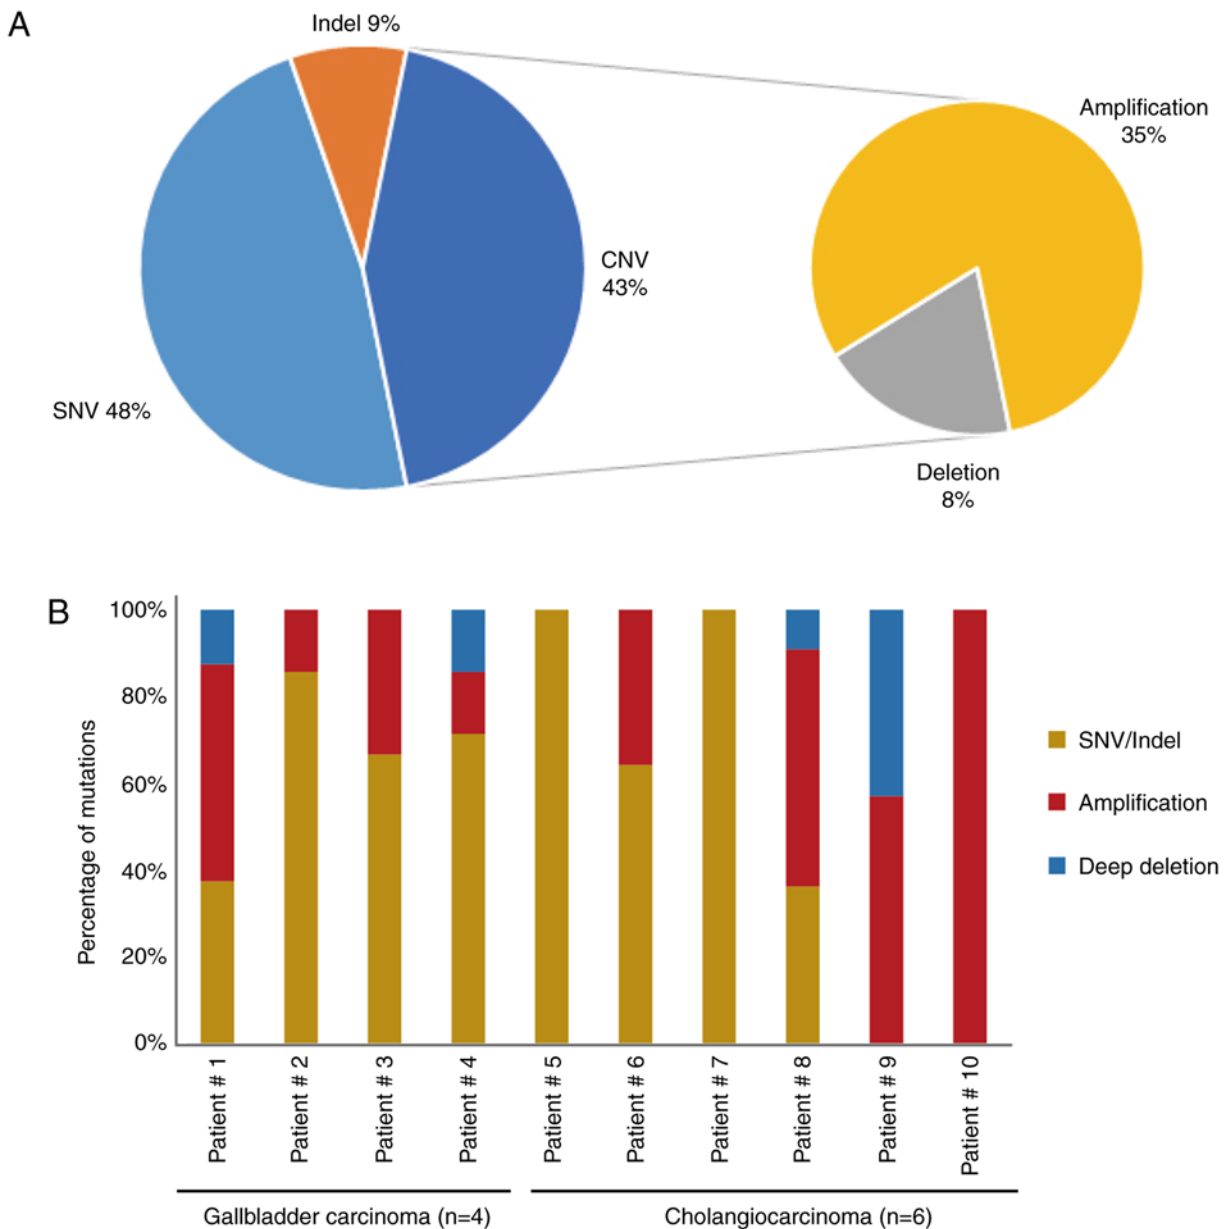 A
Indel 9%
Amplification
35%
CNV
43%
SNV 48%
Deletion
8%
B
Percentage of mutations
100%
80%
60%
40%
20%
0%
SNV/Indel
Amplification
Deep deletion
Patient # 1
Patient # 2
Patient # 3
Patient # 4
Patient # 5
Patient # 6
Patient # 7
Patient # 8
Patient # 9
Patient # 10
Gallbladder carcinoma (n=4)
Cholangiocarcinoma (n=6)